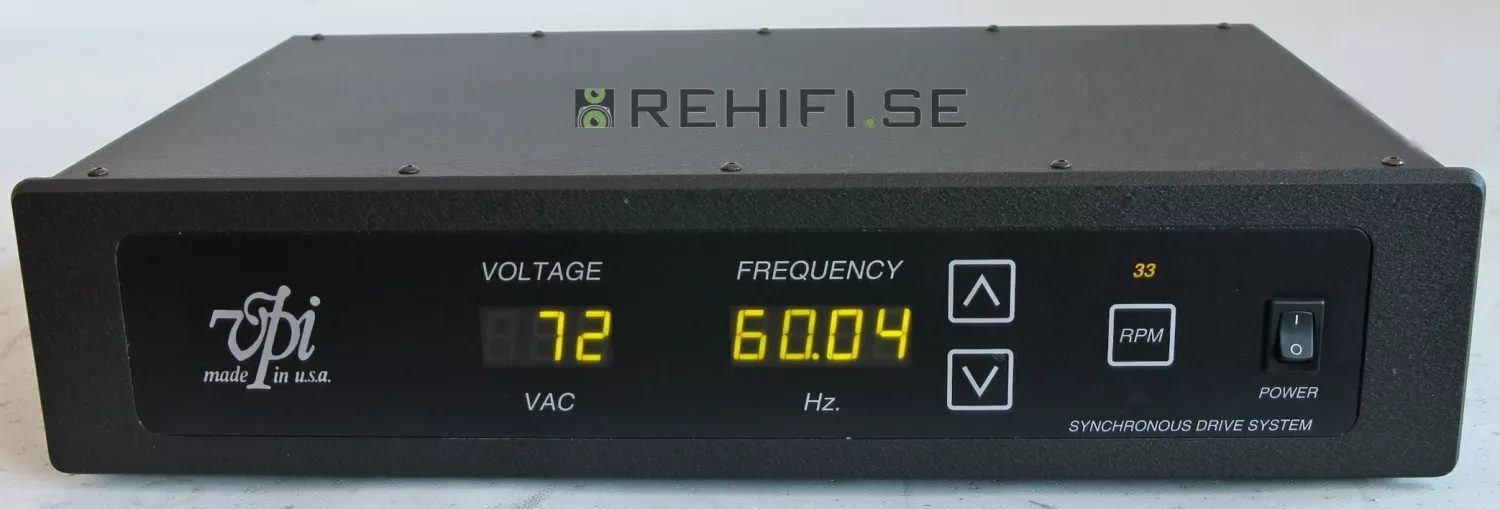 REHIFI.SE
VOLTAGE
FREQUENCY
33
vpi
72
60.04
RPM
made in u.s.a.
VAC
Hz.
POWER
SYNCHRONOUS DRIVE SYSTEM